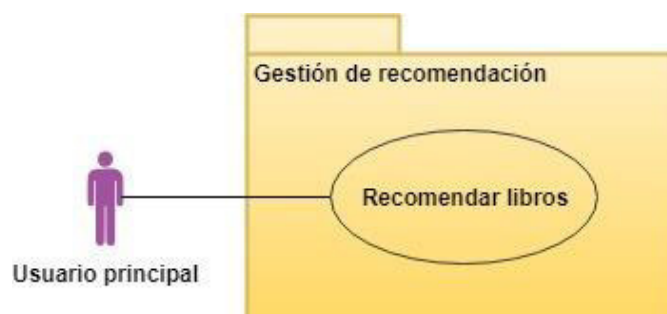 Gestión de recomendación
Recomendar libros
Usuario principal